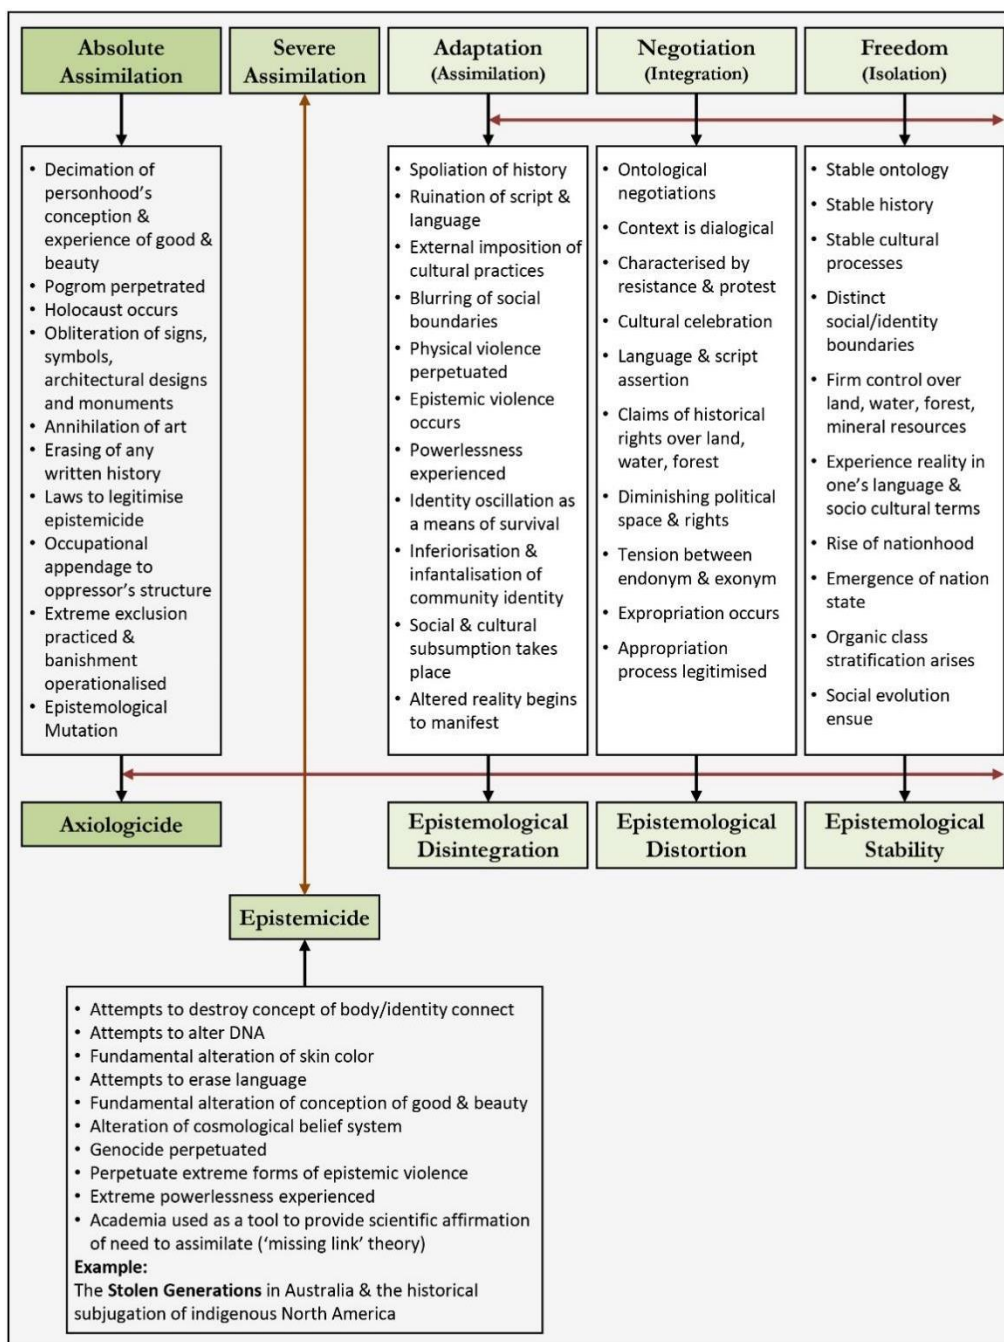 Absolute
Assimilation
Severe
Assimilation
Adaptation
(Assimilation)
Negotiation
(Integration)
Freedom
(Isolation)
• Decimation of
personhood's
conception &
experience of good &
beauty
• Pogrom perpetrated
• Holocaust occurs
• Obliteration of signs,
symbols,
architectural designs
and monuments
• Annihilation of art
• Erasing of any
written history
• Laws to legitimise
epistemicide
• Occupational
appendage to
oppressor's structure
• Extreme exclusion
practiced &
banishment
operationalised
• Epistemological
Mutation
• Spoliation of history
• Ruination of script &
language
• External imposition of
cultural practices
• Blurring of social
boundaries
• Physical violence
perpetuated
• Epistemic violence
occurs
• Powerlessness
experienced
• Identity oscillation as
a means of survival
• Inferiorisation &
infantalisation of
community identity
• Social & cultural
subsumption takes
place
• Altered reality begins
to manifest
• Ontological
negotiations
• Context is dialogical
• Characterised by
resistance & protest
• Cultural celebration
• Language & script
assertion
• Claims of historical
rights over land,
water, forest
• Diminishing political
space & rights
• Tension between
endonym & exonym
• Expropriation occurs
• Appropriation
process legitimised
• Stable ontology
• Stable history
• Stable cultural
processes
• Distinct
social/identity
boundaries
• Firm control over
land, water, forest,
mineral resources
• Experience reality in
one's language &
socio cultural terms
• Rise of nationhood
• Emergence of nation
state
• Organic class
stratification arises
• Social evolution
ensue
Axiologicide
Epistemological
Disintegration
Epistemological
Distortion
Epistemological
Stability
Epistemicide
• Attempts to destroy concept of body/identity connect
• Attempts to alter DNA
• Fundamental alteration of skin color
• Attempts to erase language
• Fundamental alteration of conception of good & beauty
• Alteration of cosmological belief system
• Genocide perpetuated
• Perpetuate extreme forms of epistemic violence
• Extreme powerlessness experienced
• Academia used as a tool to provide scientific affirmation
of need to assimilate ('missing link' theory)
Example:
The Stolen Generations in Australia & the historical
subjugation of indigenous North America